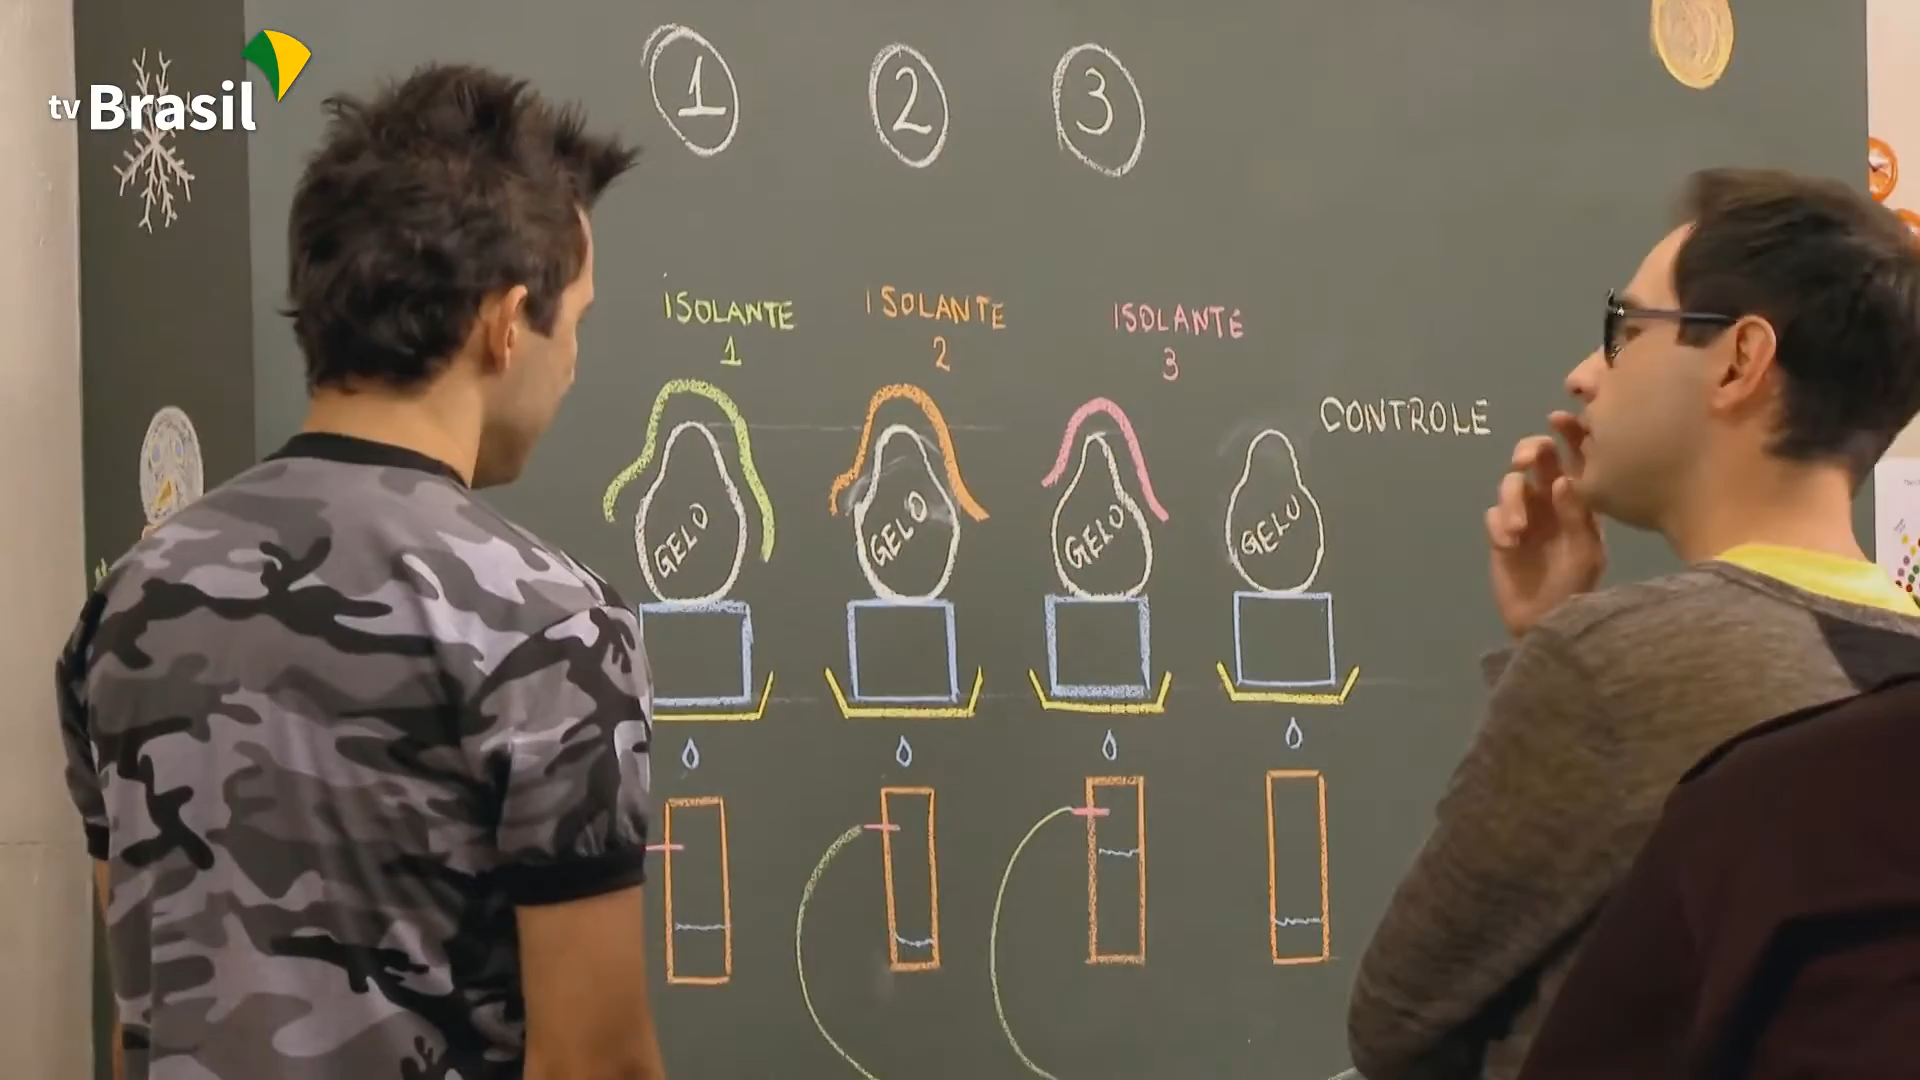 tv Brasil
1
2
3
ISOLANTE
1
ISOLANTE
2
ISOLANTE
3
CONTROLE
GELO
GELO
GELO
GELO